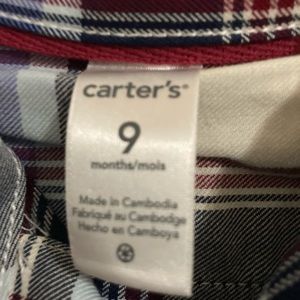 carter's®
9
months/mois
Made in Cambodia
Fabriqué au Cambodge
Hecho en Camboya